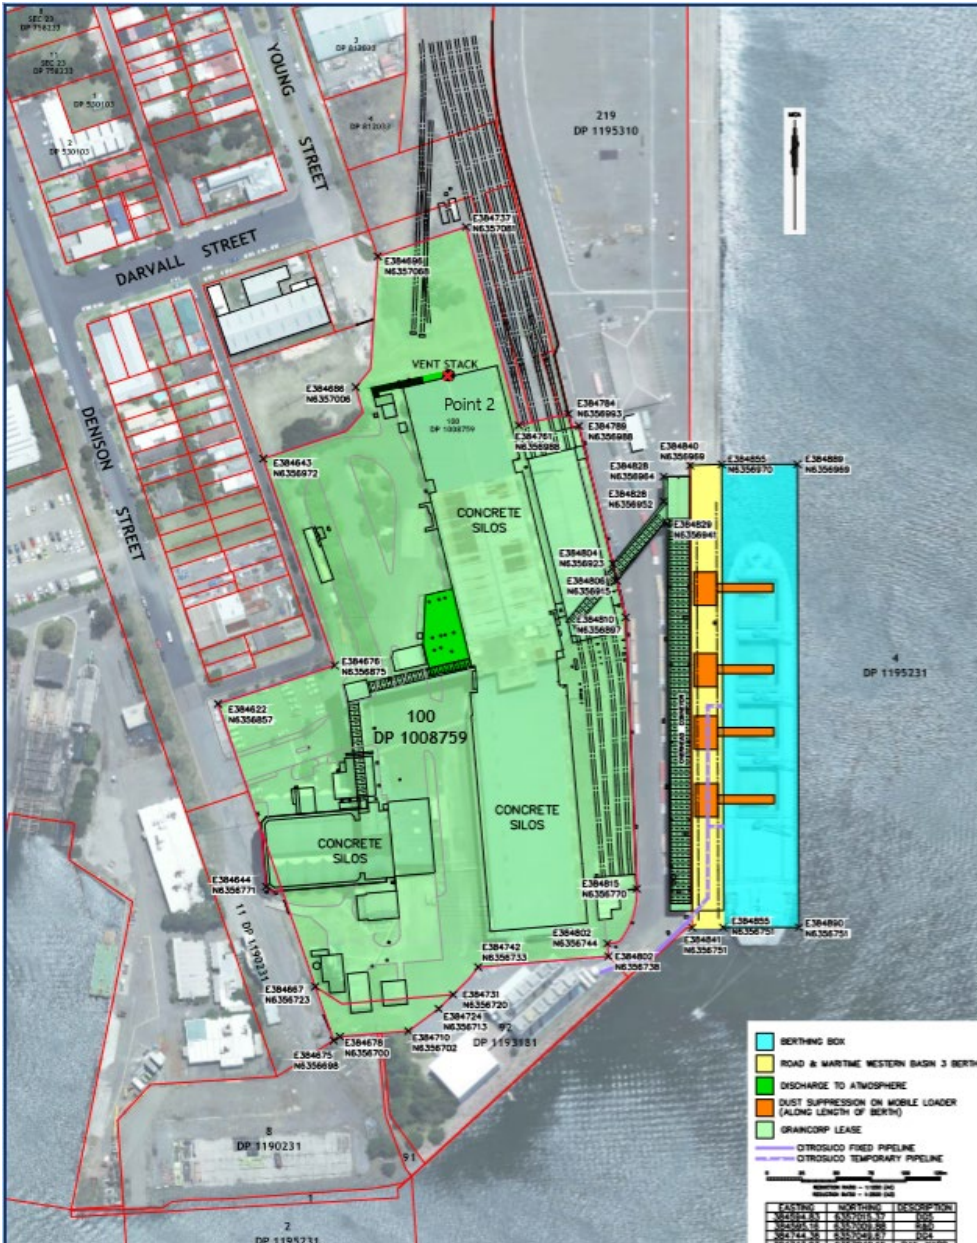 8
SEC 23
DP 758233
11
SEC 23
DP 758233
1
DP 530103
2
DP 530103
YOUNG
STREET
3
DP 812033
4
DP 812033
219
DP 1195310
DARVALL STREET
E384737
N6357081
E384696
N6357068
VENT STACK
E384686
N6357006
Point 2
100
DP 1008759
E384784
N6356993
E384761
N6356988
E384789
N6356988
E384643
N6356972
E384840
N6356969
E384855
N6356970
E384889
N6356969
E384828
N6356964
E384828
N6356952
E384829
N6356941
DENISON
STREET
CONCRETE
SILOS
E384804
N6356923
E384806
N6356915
E384810
N6356897
E384676
N6356875
E384622
N6356857
4
DP 1195231
100
DP 1008759
CONCRETE
SILOS
CONCRETE
SILOS
E384644
N6356771
E384815
N6356770
11 DP 1190231
E384802
N6356744
E384802
N6356738
E384841
N6356751
E384855
N6356751
E384890
N6356751
E384742
N6356733
E384667
N6356723
E384731
N6356720
E384724
N6356713
E384710
N6356702
E384678
N6356700
E384675
N6356698
92
DP 1193181
8
DP 1190231
91
1
2
DP 1195231
BERTHING BOX
ROAD & MARITIME WESTERN BASIN 3 BERTH
DISCHARGE TO ATMOSPHERE
DUST SUPPRESSION ON MOBILE LOADER
(ALONG LENGTH OF BERTH)
GRAINCORP LEASE
CITROSUCO FIXED PIPELINE
CITROSUCO TEMPORARY PIPELINE
EASTING NORTHING DESCRIPTION